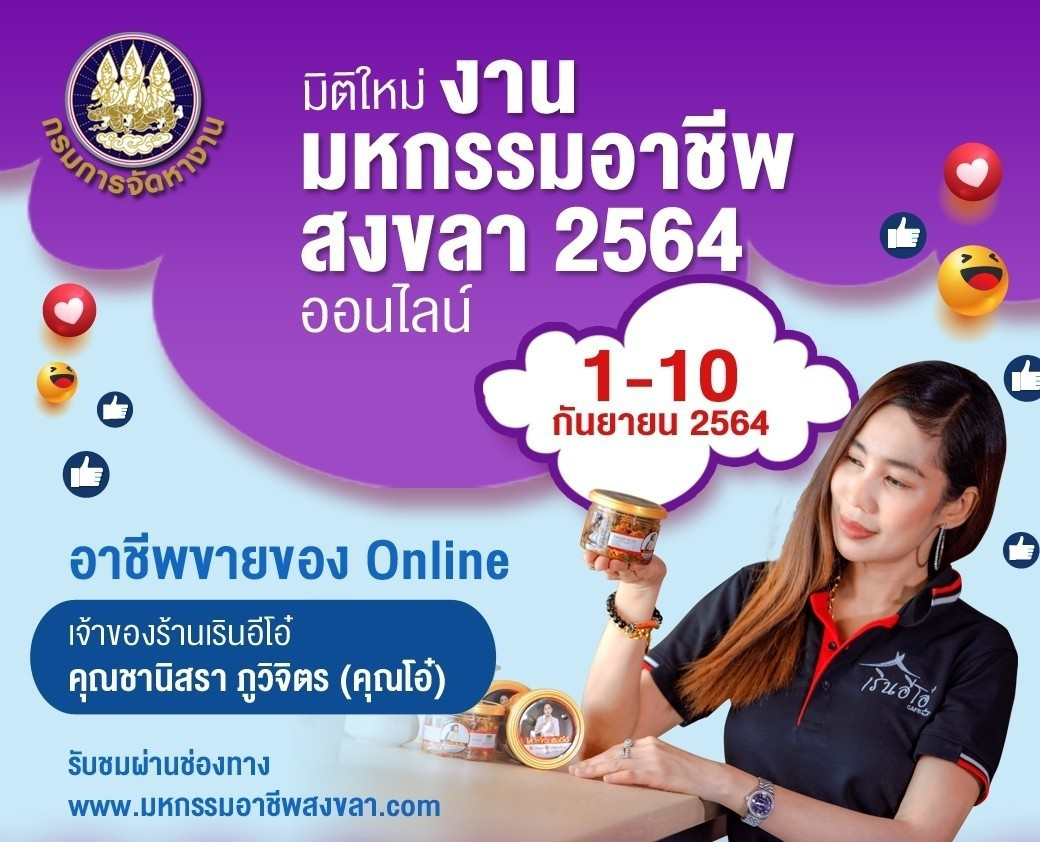 กรมการจัดหางาน
มิติใหม่ งาน
มหกรรมอาชีพ
สงขลา 2564
ออนไลน์
1-10
กันยายน 2564
อาชีพขายของ Online
เจ้าของร้านเรินอีโอ๋
คุณชานิสรา ภูวิจิตร (คุณโอ๋)
เรินอีโอ๋
CAFE
รับชมผ่านช่องทาง
www.มหกรรมอาชีพสงขลา.com